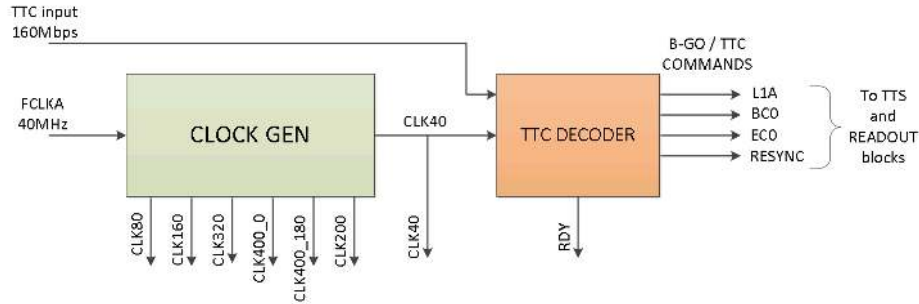 TTC input
160Mbps
B-GO / TTC
COMMANDS
FCLKA
40MHz
CLOCK GEN
CLK40
TTC DECODER
L1A
BC0
EC0
RESYNC
To TTS
and
READOUT
blocks
CLK80
CLK160
CLK320
CLK400_0
CLK400_180
CLK200
CLK40
RDY